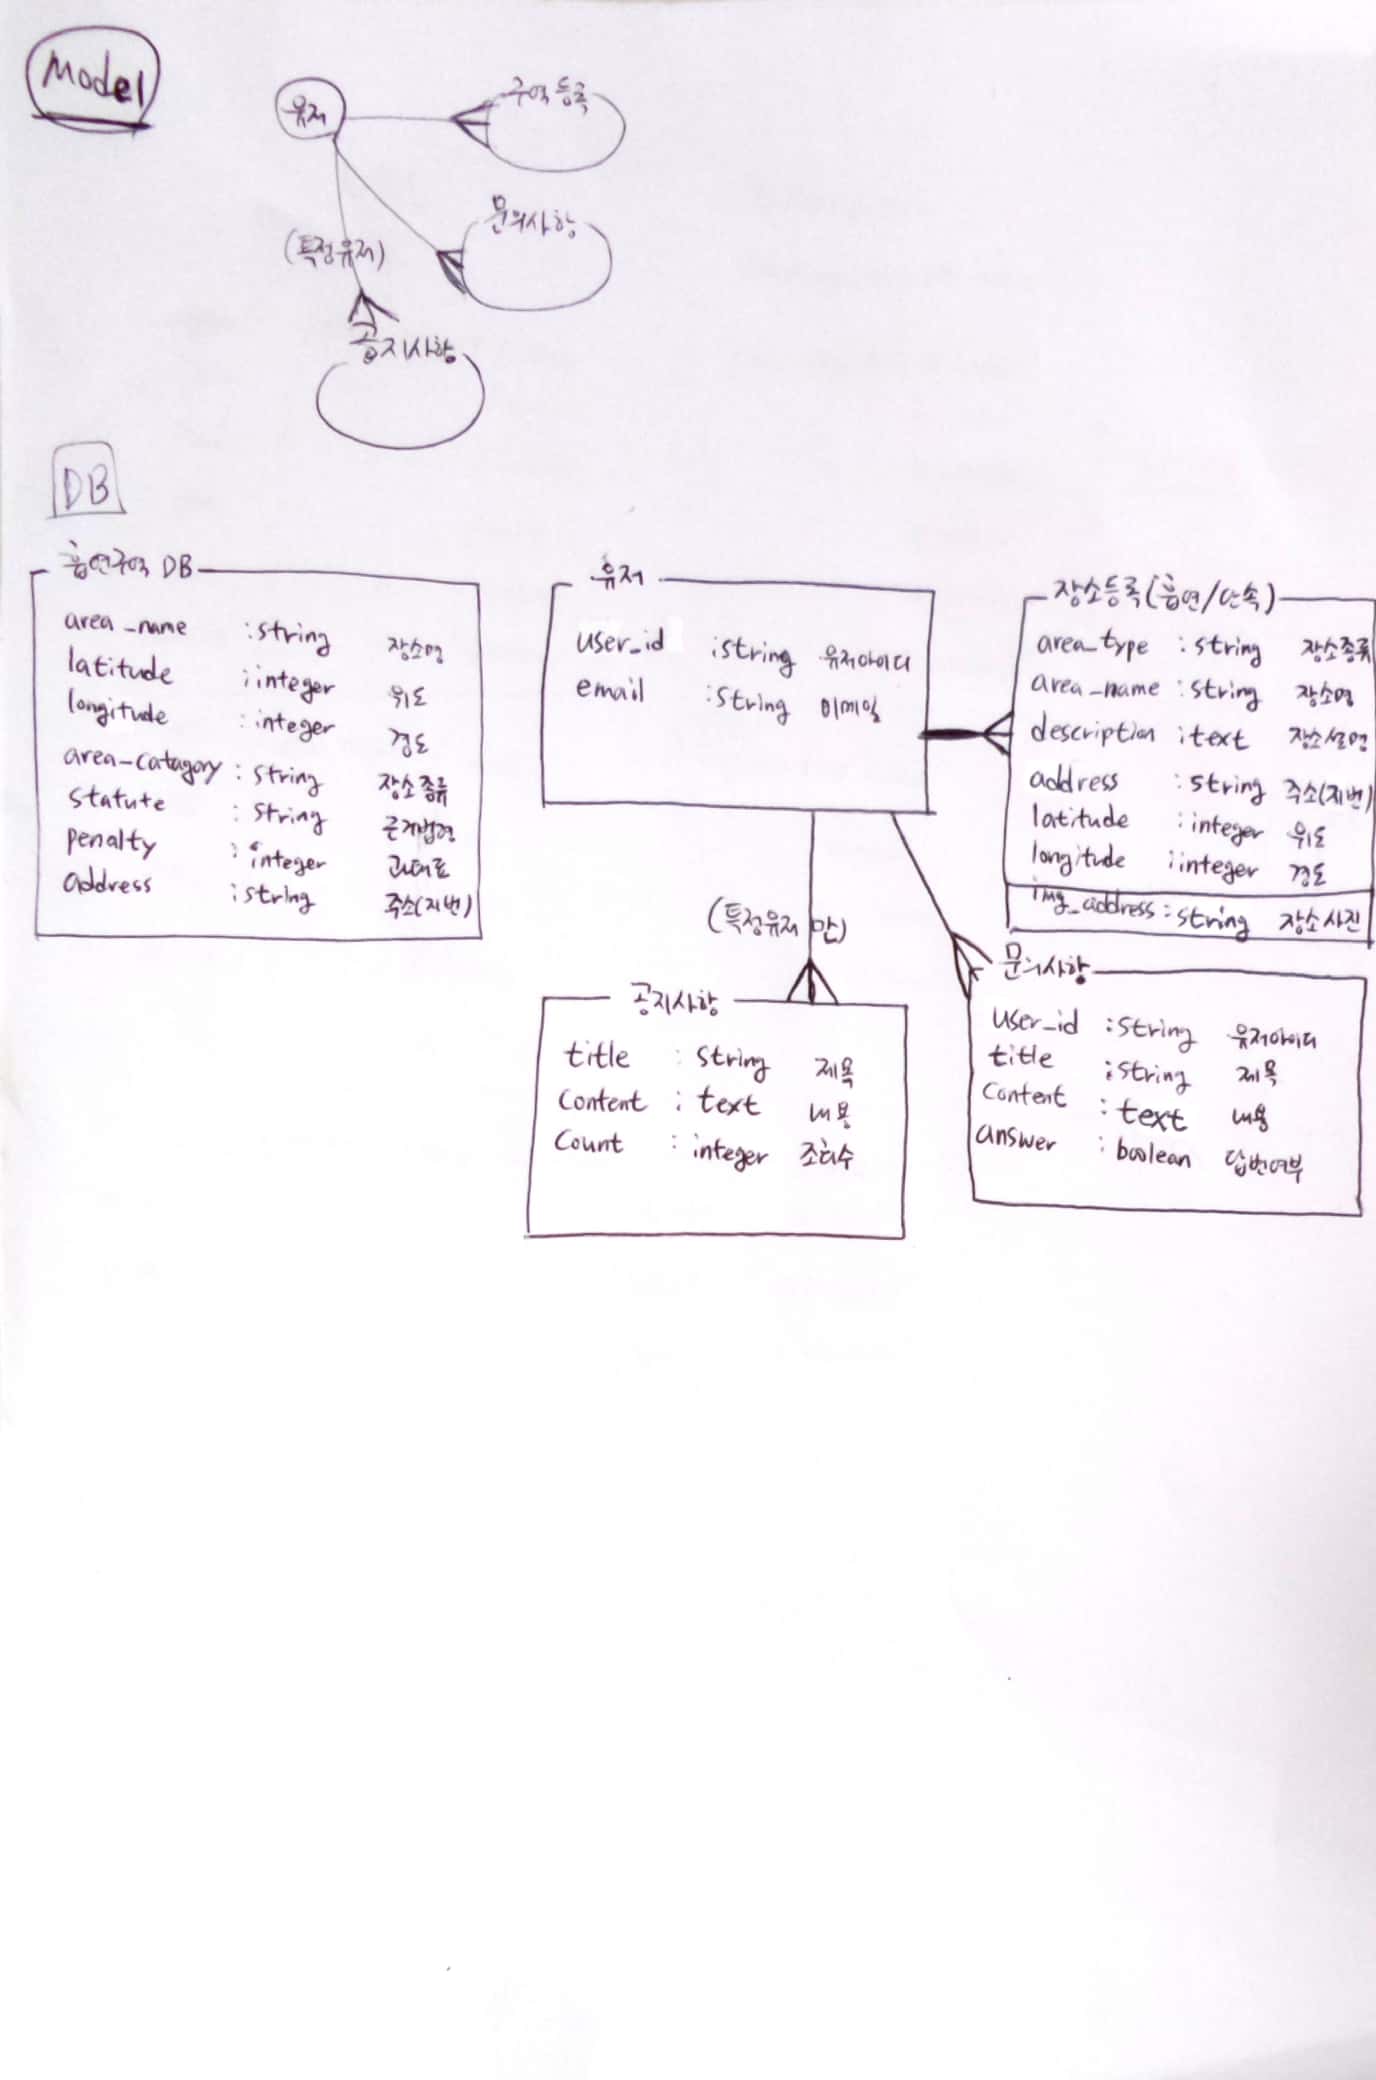 Model
유저
구역등록
문의사항
(특정유저)
공지사항
DB
흡연구역 DB
area_name : string 장소명
latitude : integer 위도
longitude : integer 경도
area-catagory : string 장소종류
statute : string 근거법령
penalty : integer 과태료
address : string 주소(지번)
유저
user_id : string 유저아이디
email : string 이메일
장소등록(흡연/단속)
area_type : string 장소종류
area_name : string 장소명
description : text 장소설명
address : string 주소(지번)
latitude : integer 위도
longitude : integer 경도
img_address : string 장소사진
(특정유저만)
공지사항
title : string 제목
content : text 내용
count : integer 조회수
문의사항
user_id : string 유저아이디
title : string 제목
content : text 내용
answer : boolean 답변여부